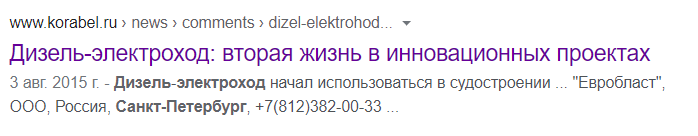 www.korabel.ru › news › comments › dizel-elektrohod...
Дизель-электроход: вторая жизнь в инновационных проектах
3 авг. 2015 г. - Дизель-электроход начал использоваться в судостроении ... "Евробласт",
ООО, Россия, Санкт-Петербург, +7(812)382-00-33 ...